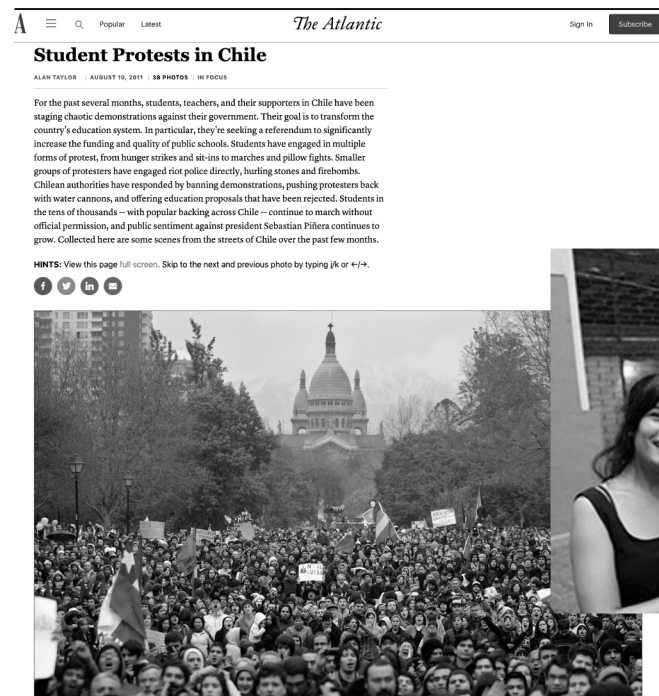 A Popular Latest The Atlantic Sign In Subscribe
Student Protests in Chile
ALAN TAYLOR | AUGUST 10, 2011 | 38 PHOTOS | IN FOCUS
For the past several months, students, teachers, and their supporters in Chile have been
staging chaotic demonstrations against their government. Their goal is to transform the
country's education system. In particular, they're seeking a referendum to significantly
increase the funding and quality of public schools. Students have engaged in multiple
forms of protest, from hunger strikes and sit-ins to marches and pillow fights. Smaller
groups of protesters have engaged riot police directly, hurling stones and firebombs.
Chilean authorities have responded by banning demonstrations, pushing protesters back
with water cannons, and offering education proposals that have been rejected. Students in
the tens of thousands -- with popular backing across Chile -- continue to march without
official permission, and public sentiment against president Sebastian Piñera continues to
grow. Collected here are some scenes from the streets of Chile over the past few months.
HINTS: View this page full screen. Skip to the next and previous photo by typing j/k or ←/→.
f in